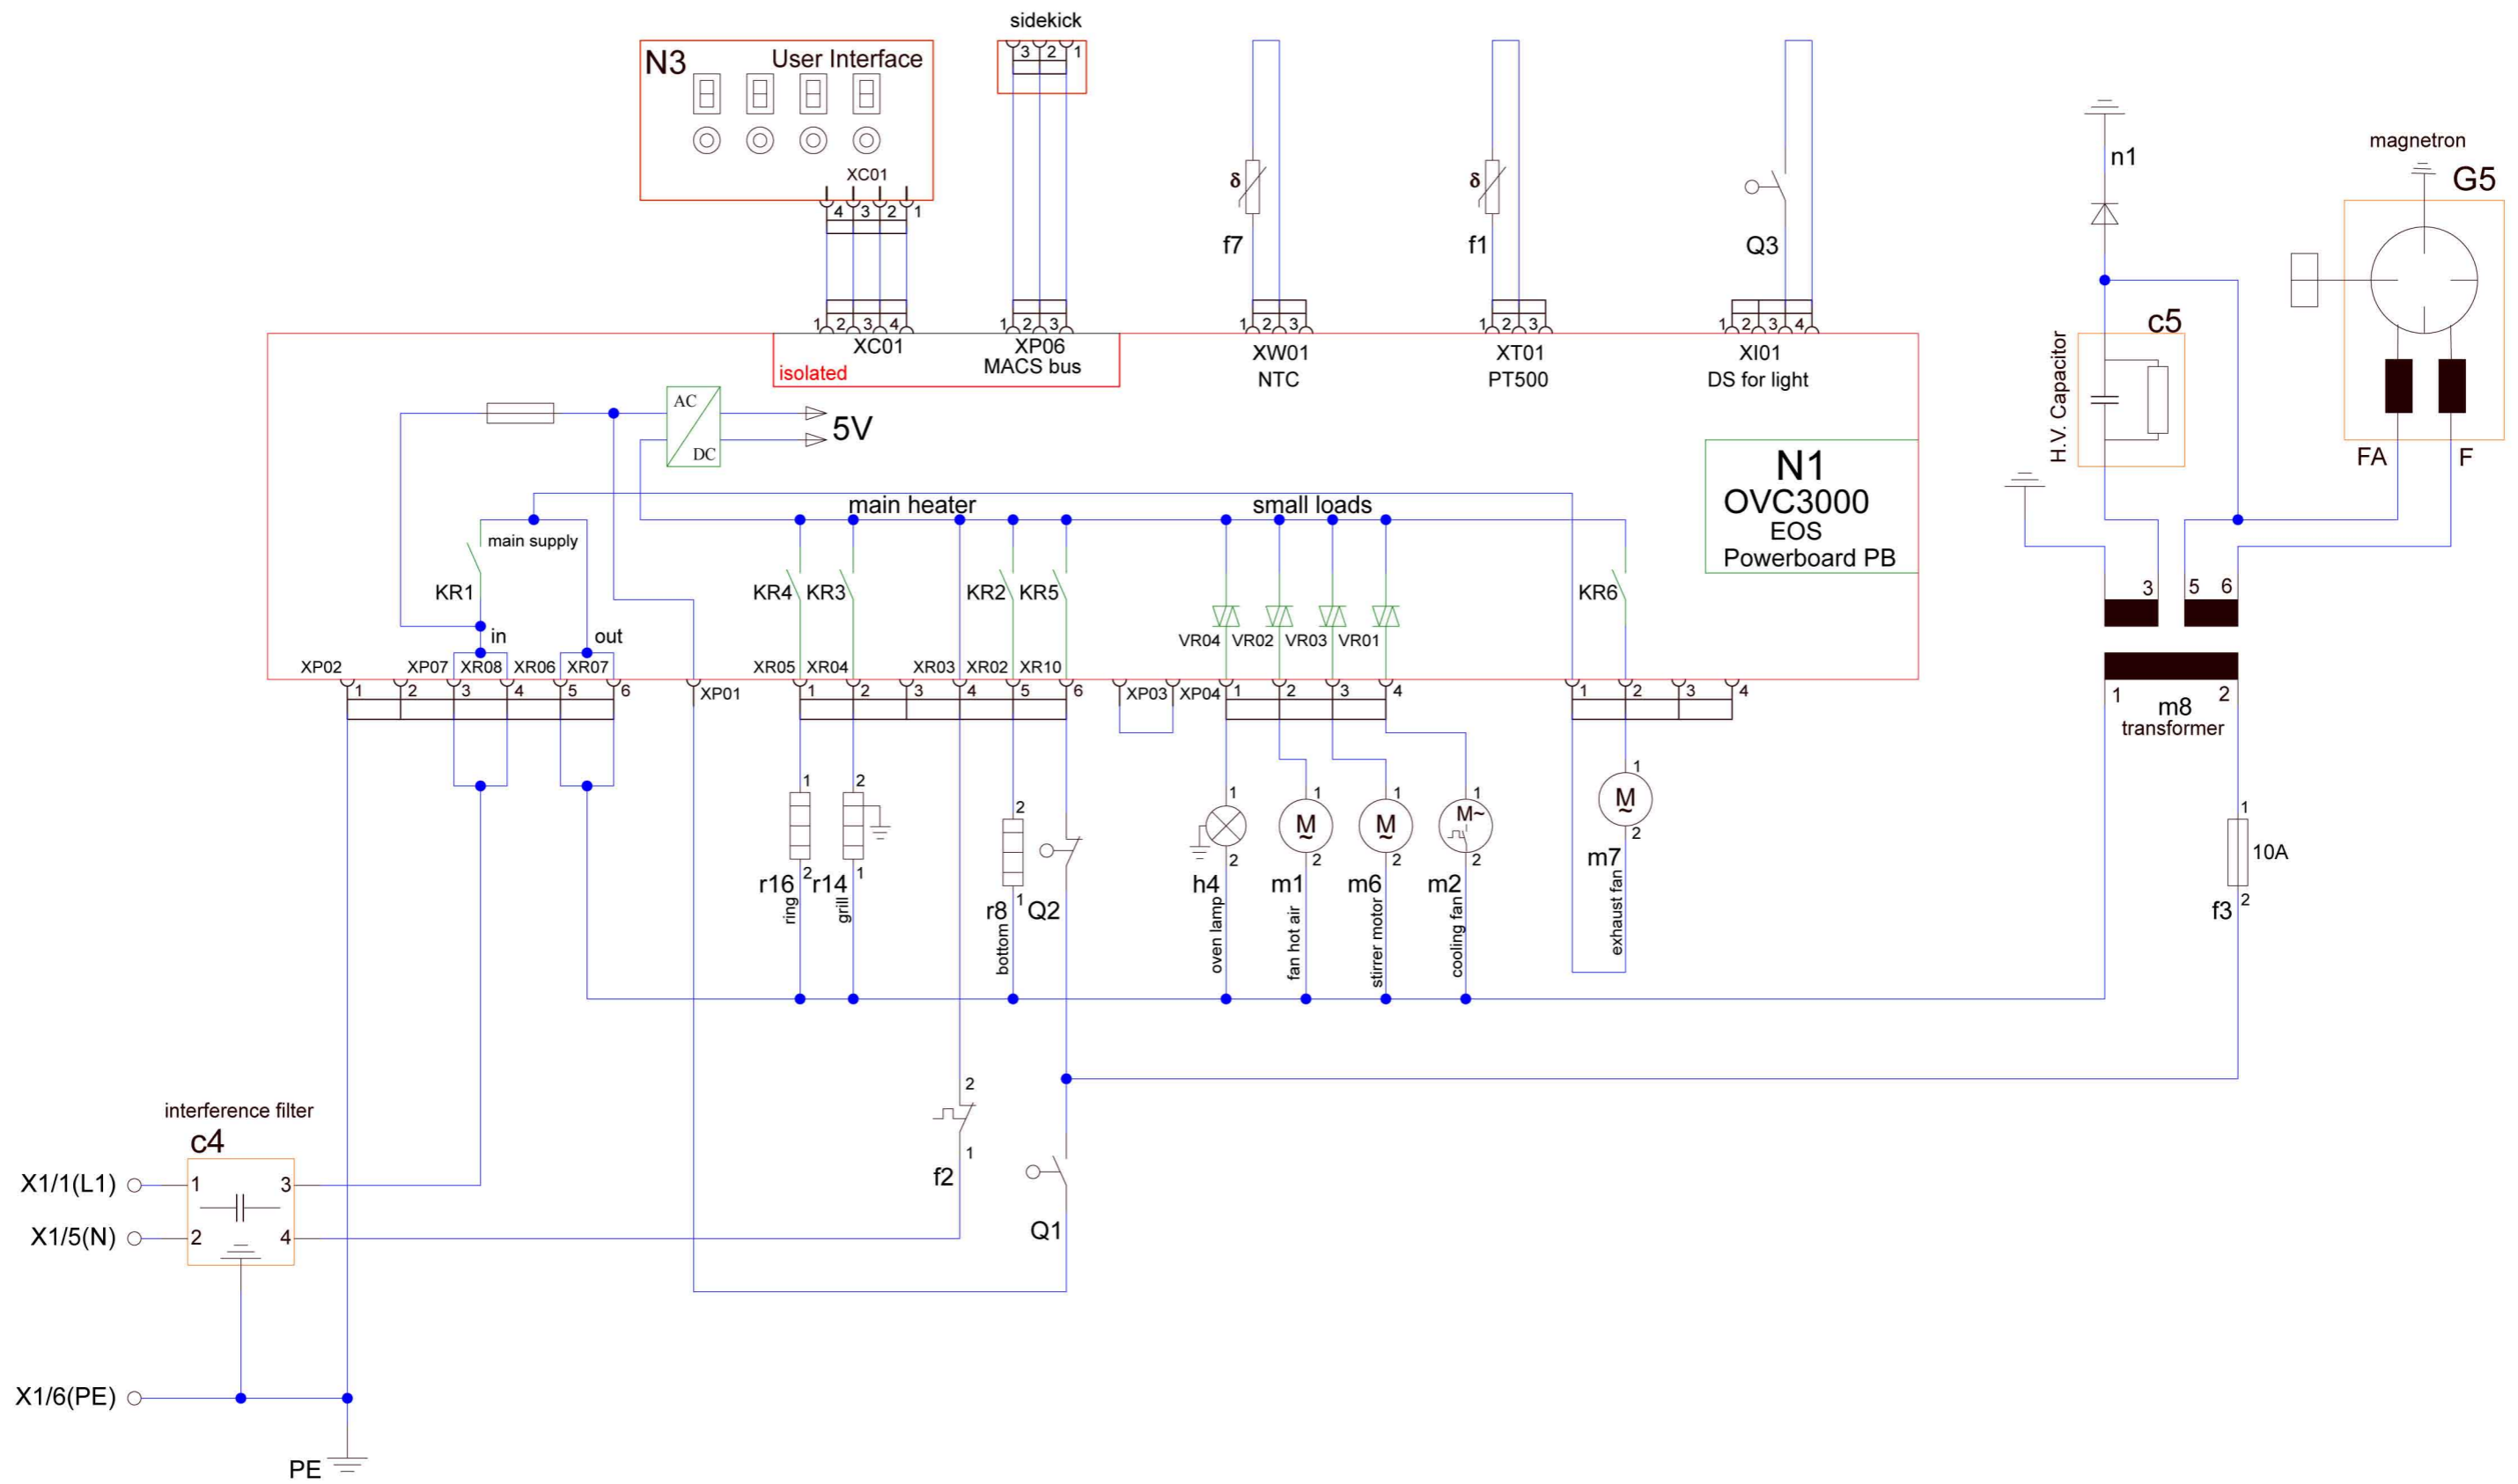 sidekick
N3 User Interface
3 2 1
magnetron
n1
G5
XC01
δ
δ
4 3 2 1
f7
f1
Q3
1 2 3 4
1 2 3
1 2 3
1 2 3
1 2 3 4
c5
XC01
XP06
MACS bus
isolated
XW01
NTC
XT01
PT500
XI01
DS for light
H.V. Capacitor
AC
DC
5V
FA
F
N1
OVC3000
EOS
Powerboard PB
main heater
small loads
main supply
KR1
KR4
KR3
KR2
KR5
KR6
3
5
6
in
out
VR04
VR02
VR03
VR01
XP02
XP07
XR08
XR06
XR07
XR05
XR04
XR03
XR02
XR10
1 2 3 4 5 6
XP01
1 2 3 4 5 6
XP03
XP04
1 2 3 4
1 2 3 4
1
2
m8
transformer
1
2
2
1
1
1
1
1
1
M
~
M
~
M
~
M~
2
2
2
2
2
10A
2
1
1
r16
ring
r14
grill
r8
bottom
Q2
h4
oven lamp
m1
fan hot air
m6
stirrer motor
m2
cooling fan
m7
exhaust fan
f3
2
2
1
f2
Q1
interference filter
c4
X1/1(L1)
1
3
X1/5(N)
2
4
X1/6(PE)
PE